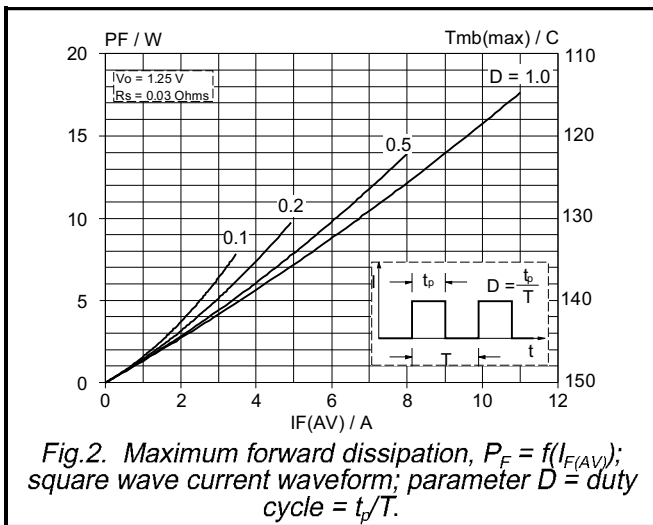 PF / W
Tmb(max) / C
20
110
Vo = 1.25 V
Rs = 0.03 Ohms
D = 1.0
15
120
0.5
0.2
10
130
0.1
I
tp
D = tp/T
5
140
T
t
0
150
0 2 4 6 8 10 12
IF(AV) / A
Fig.2. Maximum forward dissipation, PF = f(IF(AV));
square wave current waveform; parameter D = duty
cycle = tp/T.